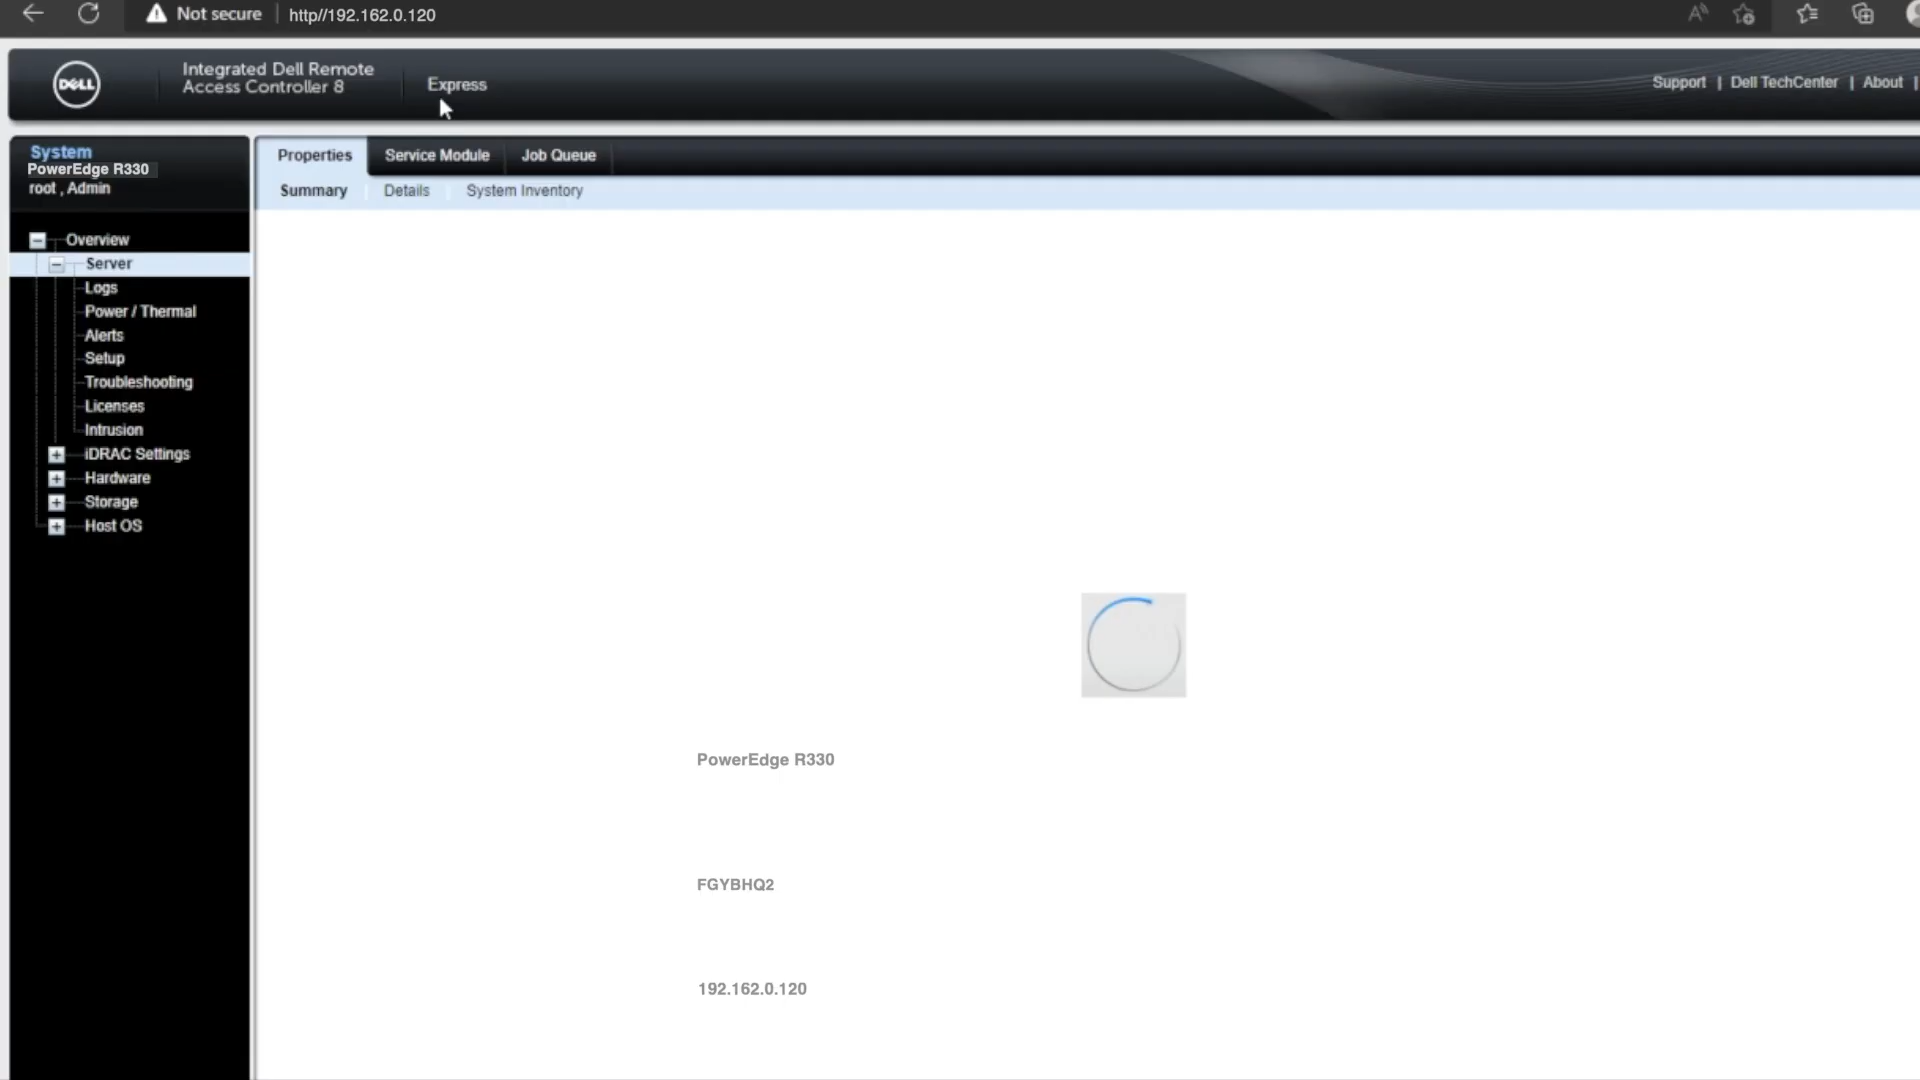 Not secure
http//192.162.0.120
DELL
Integrated Dell Remote
Access Controller 8
Express
Support | Dell TechCenter | About |
System
PowerEdge R330
root , Admin
Properties
Service Module
Job Queue
Summary
Details
System Inventory
Overview
Server
Logs
Power / Thermal
Alerts
Setup
Troubleshooting
Licenses
Intrusion
iDRAC Settings
Hardware
Storage
Host OS
PowerEdge R330
FGYBHQ2
192.162.0.120